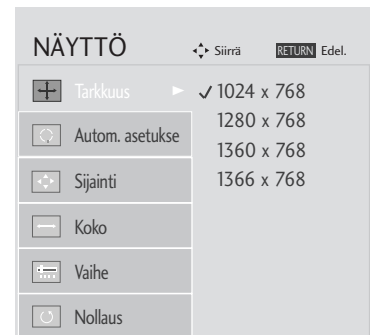 NÄYTTÖ
Siirrä RETURN Edel.
Tarkkuus
Autom. asetukse
Sijainti
Koko
Vaihe
Nollaus
✓ 1024 x 768
1280 x 768
1360 x 768
1366 x 768